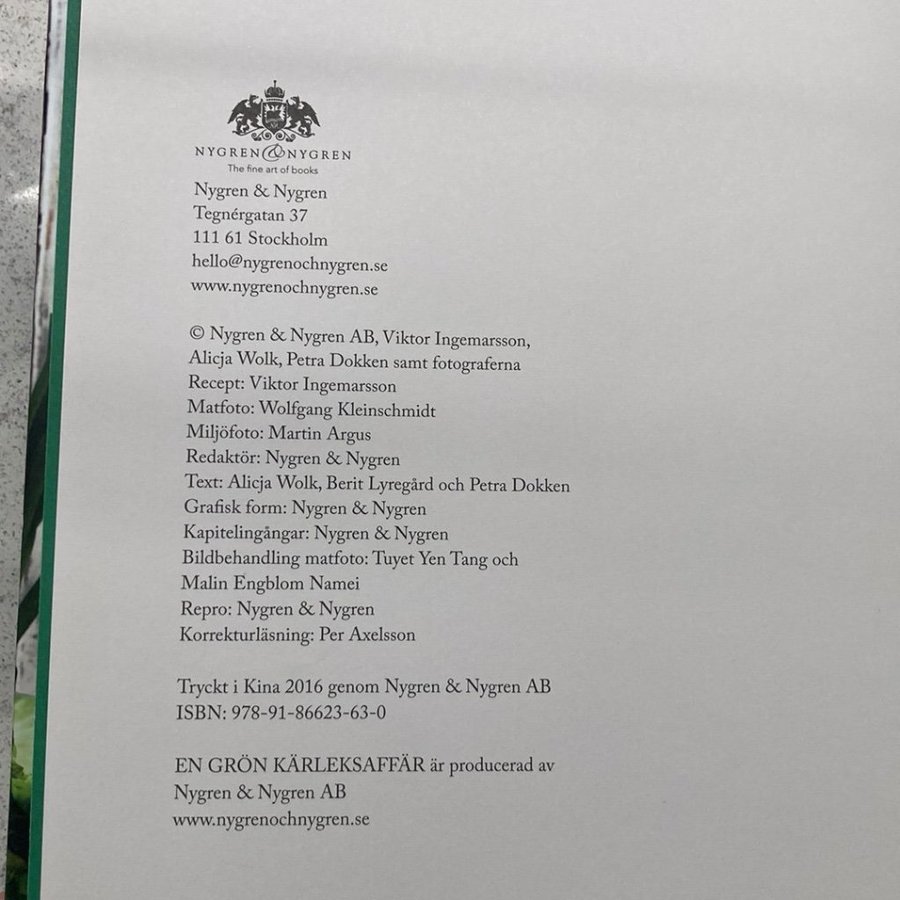 NYGREN & NYGREN
The fine art of books
Nygren & Nygren
Tegnérgatan 37
111 61 Stockholm
hello@nygrenochnygren.se
www.nygrenochnygren.se
© Nygren & Nygren AB, Viktor Ingemarsson,
Alicja Wolk, Petra Dokken samt fotograferna
Recept: Viktor Ingemarsson
Matfoto: Wolfgang Kleinschmidt
Miljöfoto: Martin Argus
Redaktör: Nygren & Nygren
Text: Alicja Wolk, Berit Lyregård och Petra Dokken
Grafisk form: Nygren & Nygren
Kapitelingångar: Nygren & Nygren
Bildbehandling matfoto: Tuyet Yen Tang och
Malin Engblom Namei
Repro: Nygren & Nygren
Korrekturläsning: Per Axelsson
Tryckt i Kina 2016 genom Nygren & Nygren AB
ISBN: 978-91-86623-63-0
EN GRÖN KÄRLEKSAFFÄR är producerad av
Nygren & Nygren AB
www.nygrenochnygren.se